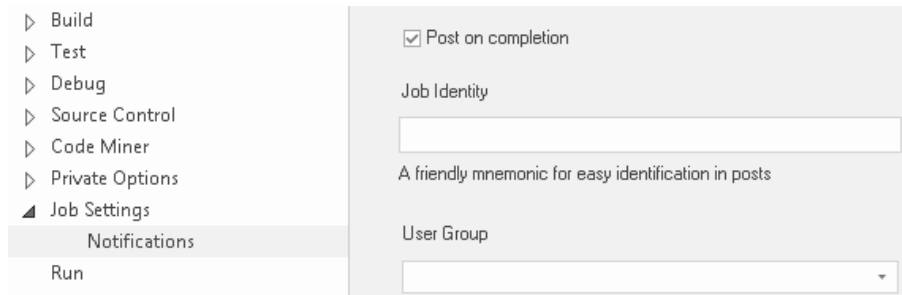 Build
Test
Debug
Source Control
Code Miner
Private Options
Job Settings
Notifications
Run
Post on completion
Job Identity
A friendly mnemonic for easy identification in posts
User Group